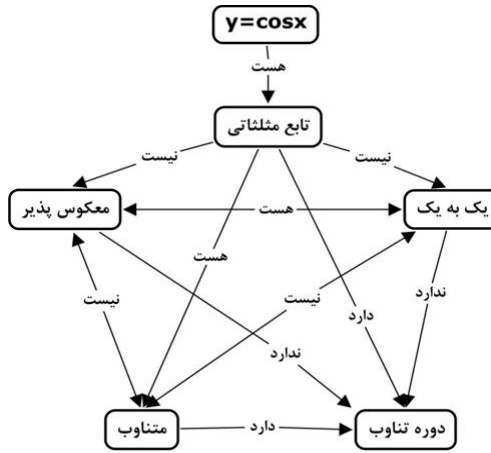 y=cosx
هست
تابع مثلثاتی
نیست
نیست
معکوس پذیر
هست
یک به یک
هست
نیست
نیست
ندارد
دارد
ندارد
متناوب
دارد
دوره تناوب